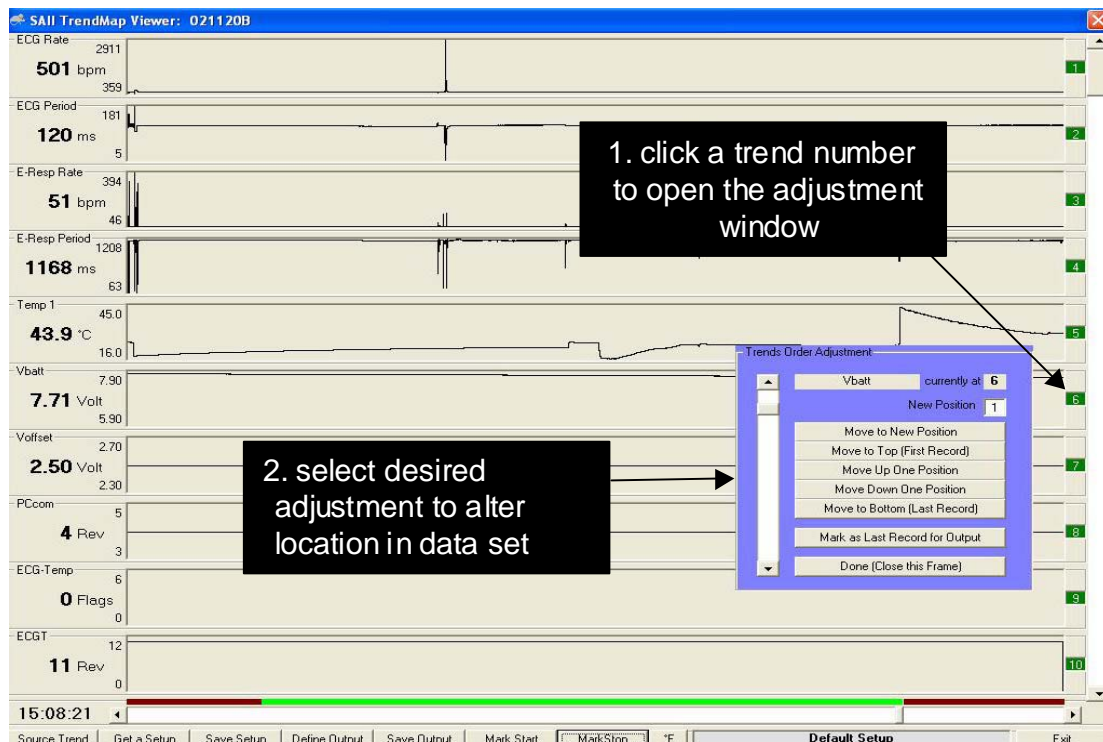 SAII TrendMap Viewer: 021120B
ECG Rate
2911
501 bpm
359
1
ECG Period
181
120 ms
5
2
E-Resp Rate
394
51 bpm
46
3
E-Resp Period
1208
1168 ms
63
4
Temp 1
45.0
43.9 °C
16.0
5
Vbatt
7.90
7.71 Volt
5.90
6
Voffset
2.70
2.50 Volt
2.30
7
PCcom
5
4 Rev
3
8
ECG-Temp
6
0 Flags
0
9
ECGT
12
11 Rev
0
10
1. click a trend number
to open the adjustment
window
2. select desired
adjustment to alter
location in data set
Trends Order Adjustment
Vbatt currently at 6
New Position 1
Move to New Position
Move to Top (First Record)
Move Up One Position
Move Down One Position
Move to Bottom (Last Record)
Mark as Last Record for Output
Done (Close this Frame)
15:08:21
Source Trend Get a Setup Save Setup Define Output Save Output Mark Start MarkStop °F Default Setup Exit